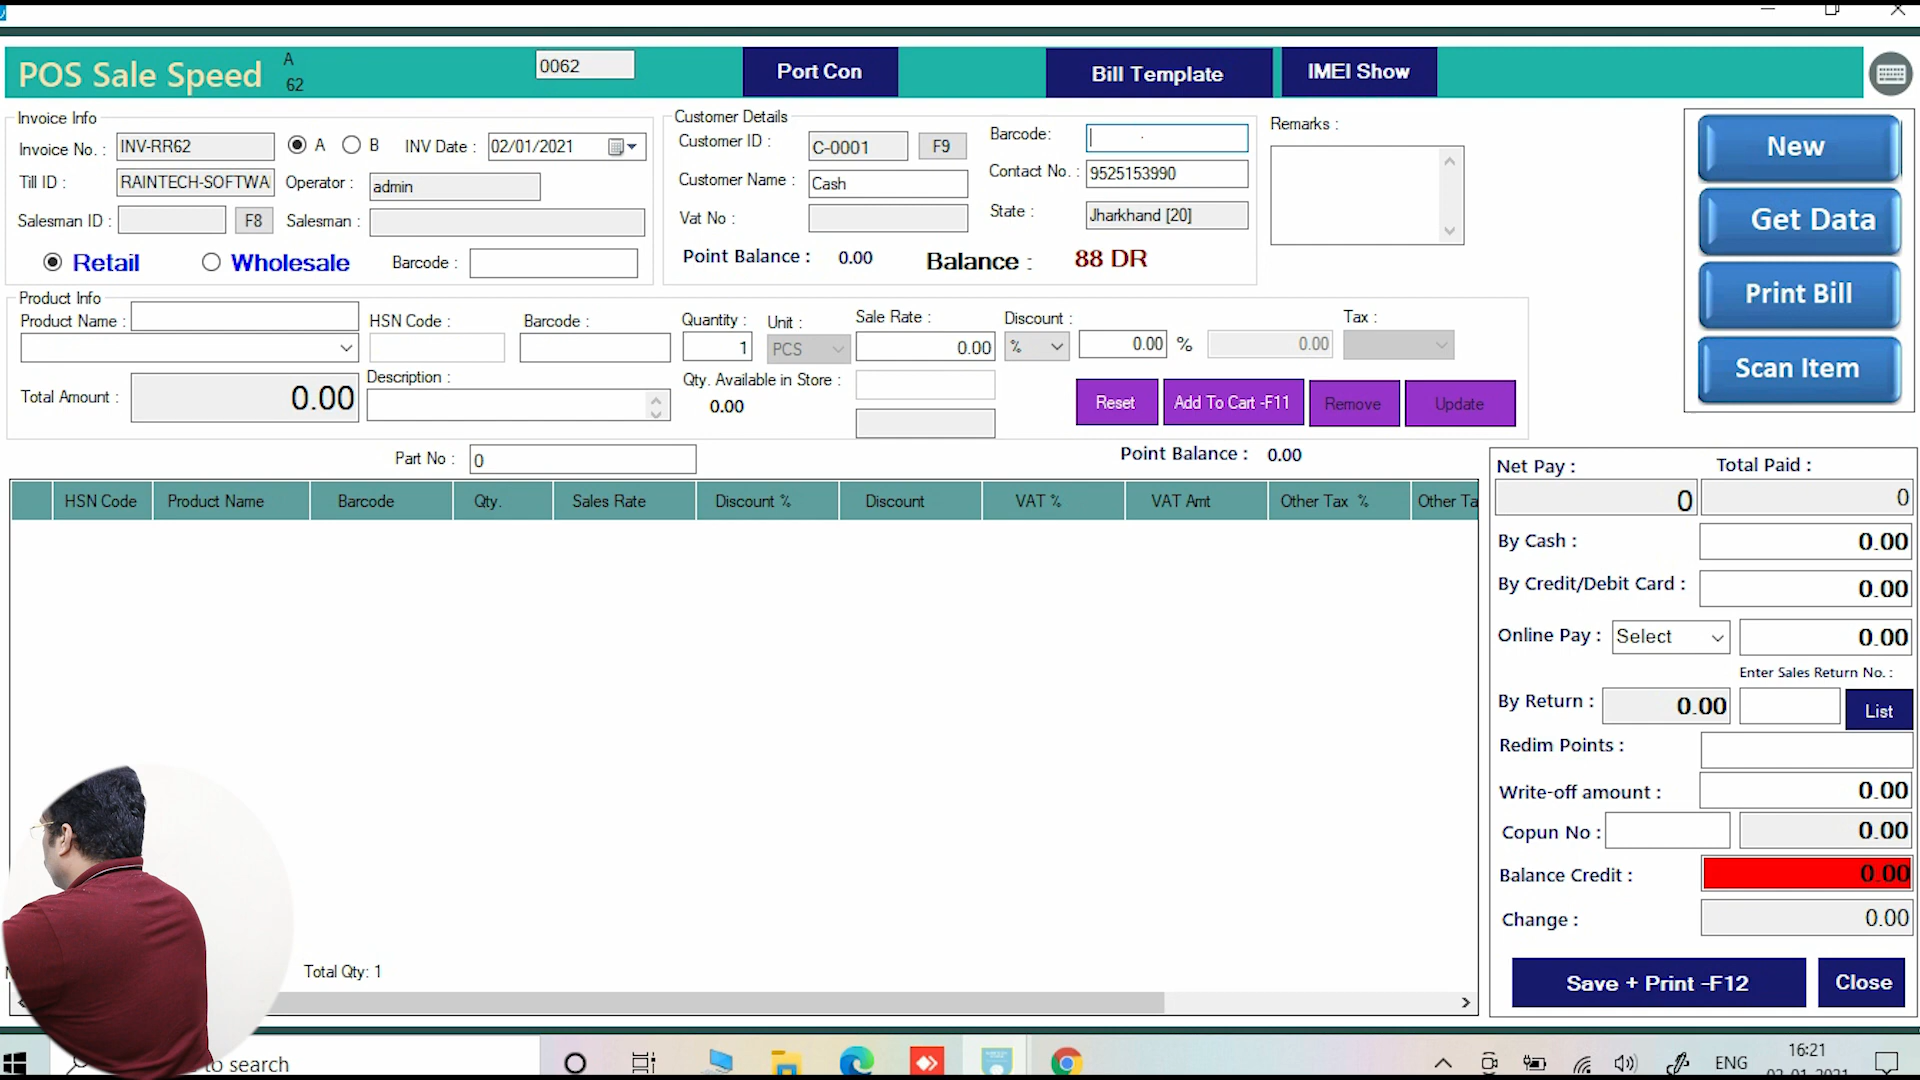 POS Sale Speed
A
62
0062
Port Con
Bill Template
IMEI Show
Invoice Info
Invoice No. : INV-RR62 A B INV Date : 02/01/2021
Till ID : RAINTECH-SOFTWA Operator : admin
Salesman ID : F8 Salesman :
Retail Wholesale Barcode :
Customer Details
Customer ID : C-0001 F9 Barcode:
Customer Name : Cash Contact No. : 9525153990
Vat No : State : Jharkhand [20]
Point Balance : 0.00 Balance : 88 DR
Remarks :
New
Get Data
Print Bill
Scan Item
Product Info
Product Name : HSN Code : Barcode : Quantity : Unit : Sale Rate : Discount : Tax :
1 PCS 0.00 % 0.00 % 0.00
Total Amount : 0.00 Description : Qty. Available in Store :
0.00
Reset Add To Cart -F11 Remove Update
Part No : 0 Point Balance : 0.00
HSN Code Product Name Barcode Qty. Sales Rate Discount % Discount VAT % VAT Amt Other Tax % Other Ta
Net Pay : Total Paid :
0 0
By Cash : 0.00
By Credit/Debit Card : 0.00
Online Pay : Select 0.00
Enter Sales Return No. :
By Return : 0.00 List
Redim Points :
Write-off amount : 0.00
Copun No : 0.00
Balance Credit : 0.00
Change : 0.00
Total Qty: 1
Save + Print -F12 Close
to search
ENG
16:21